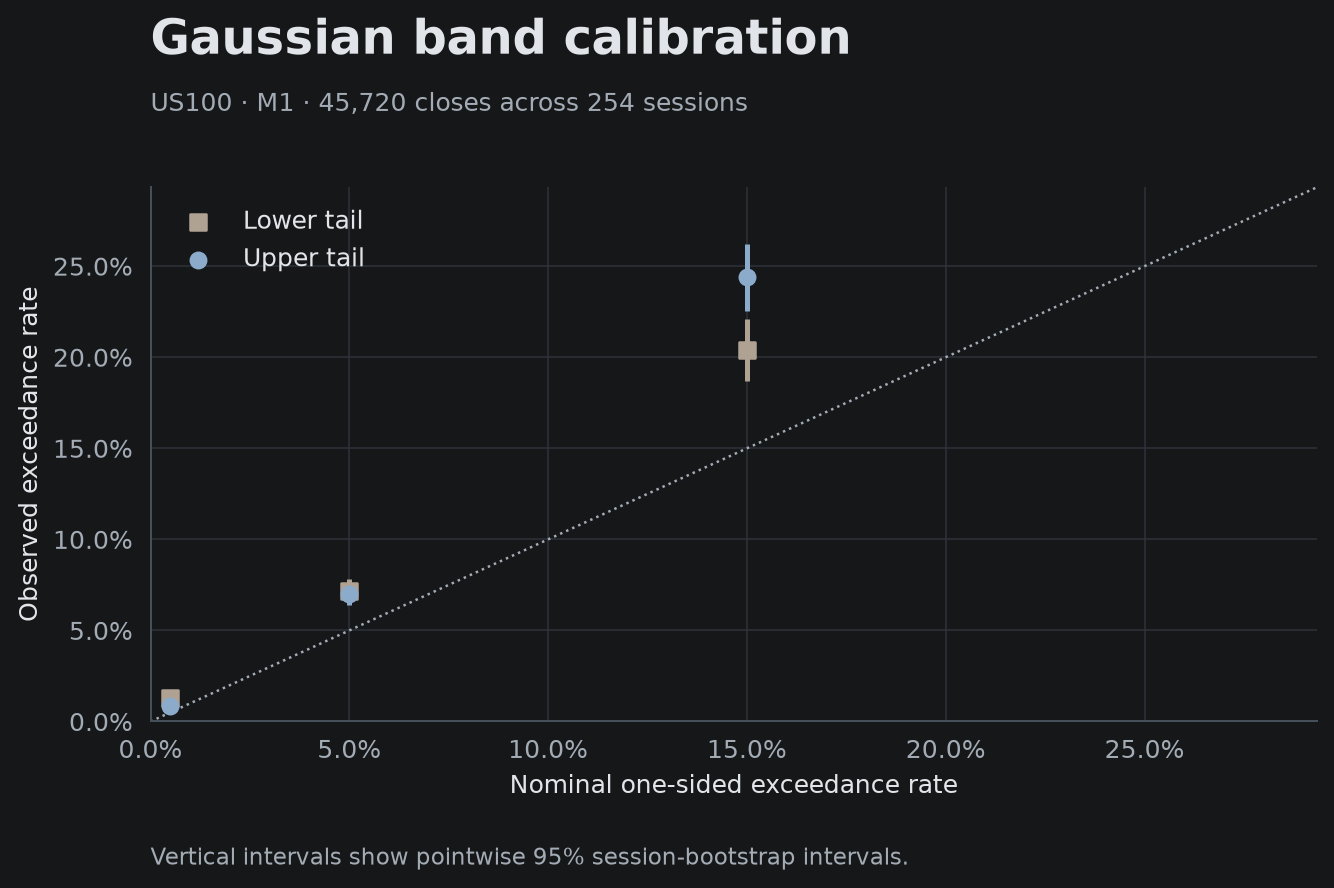 Gaussian band calibration
US100 · M1 · 45,720 closes across 254 sessions
Lower tail
Upper tail
25.0%
20.0%
15.0%
10.0%
5.0%
0.0%
Observed exceedance rate
0.0% 5.0% 10.0% 15.0% 20.0% 25.0%
Nominal one-sided exceedance rate
Vertical intervals show pointwise 95% session-bootstrap intervals.